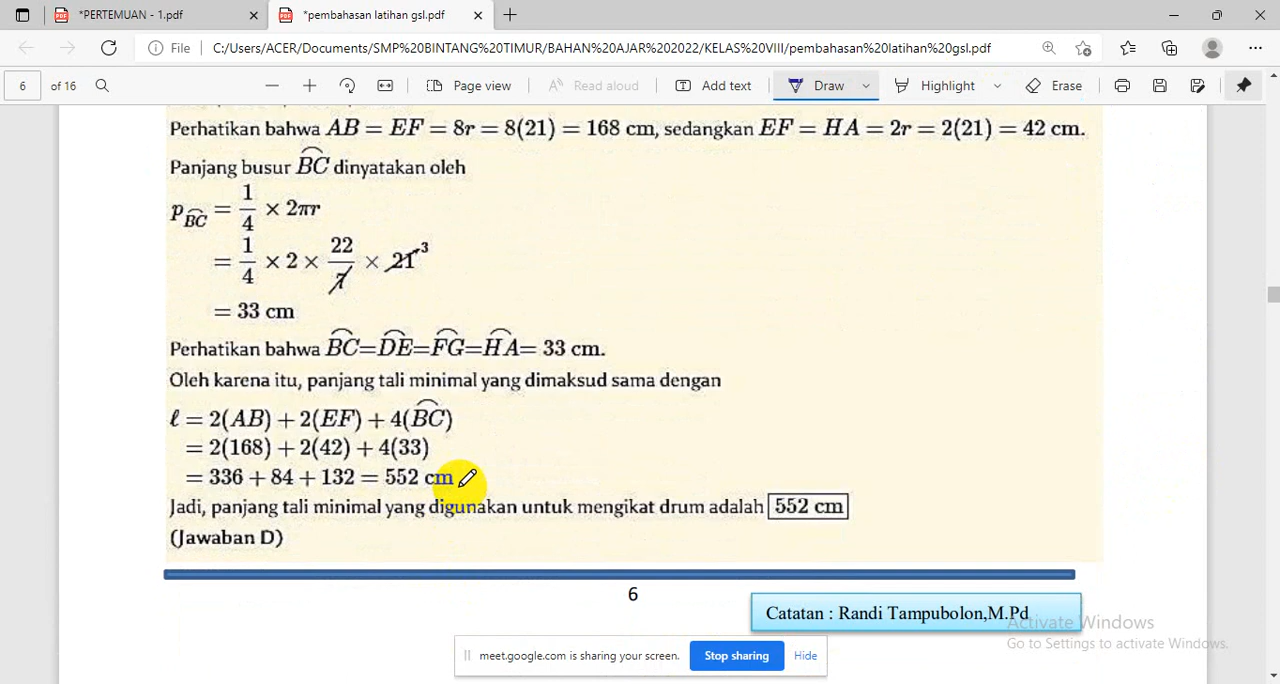 *PERTEMUAN - 1.pdf
*pembahasan latihan gsl.pdf
File
C:/Users/ACER/Documents/SMP%20BINTANG%20TIMUR/BAHAN%20AJAR%202022/KELAS%20VIII/pembahasan%20latihan%20gsl.pdf
6 of 16
Page view
Read aloud
Add text
Draw
Highlight
Erase
Perhatikan bahwa AB = EF = 8r = 8(21) = 168 cm, sedangkan EF = HA = 2r = 2(21) = 42 cm.
Panjang busur B͡C dinyatakan oleh
p B͡C = 1/4 × 2πr
= 1/4 × 2 × 22/7 × 21 3
= 33 cm
Perhatikan bahwa B͡C=D͡E=F͡G=H͡A= 33 cm.
Oleh karena itu, panjang tali minimal yang dimaksud sama dengan
ℓ = 2(AB) + 2(EF) + 4(B͡C)
= 2(168) + 2(42) + 4(33)
= 336 + 84 + 132 = 552 cm
Jadi, panjang tali minimal yang digunakan untuk mengikat drum adalah 552 cm
(Jawaban D)
6
Catatan : Randi Tampubolon,M.Pd
Activate Windows
Go to Settings to activate Windows.
meet.google.com is sharing your screen.
Stop sharing
Hide